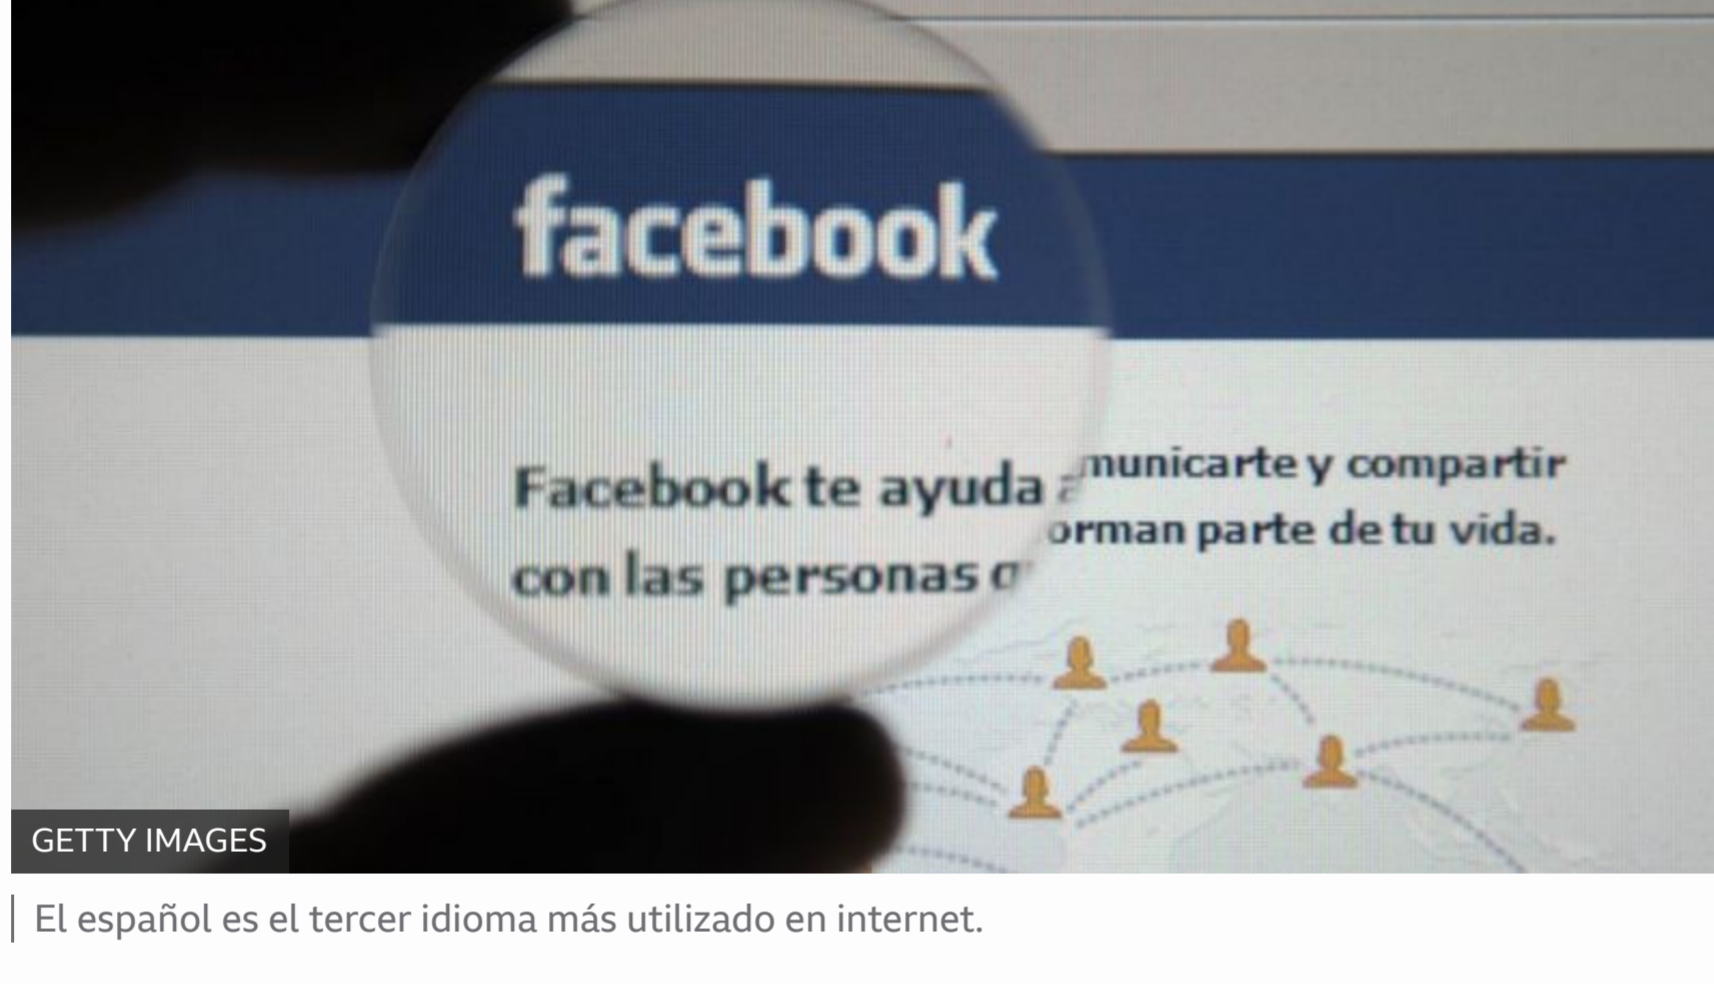 facebook
Facebook te ayuda a municarte y compartir
con las personas q orman parte de tu vida.
GETTY IMAGES
El español es el tercer idioma más utilizado en internet.